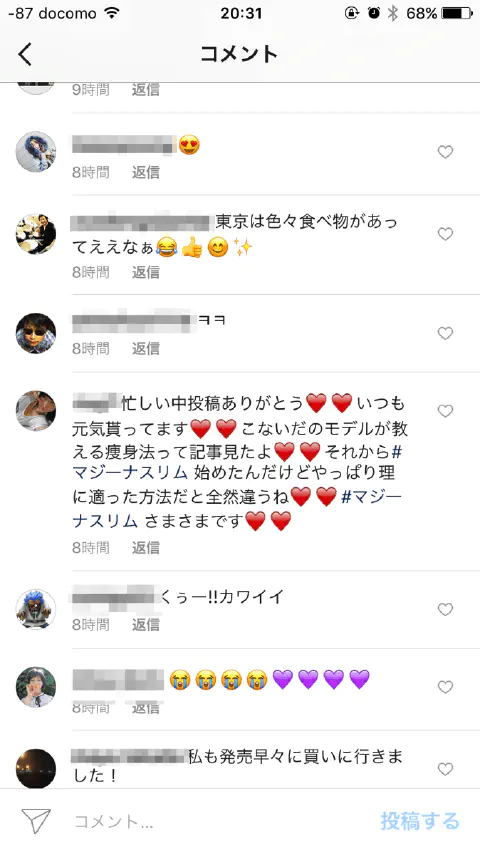 -87 docomo 20:31 68%
コメント
9時間 返信
😍
8時間 返信
東京は色々食べ物があっ
てええなぁ😂👍😊✨
8時間 返信
ㅋㅋ
8時間 返信
忙しい中投稿ありがとう❤️❤️いつも
元気貰ってます❤️❤️こないだのモデルが教
える痩身法って記事見たよ❤️❤️それから#
マジーナスリム 始めたんだけどやっぱり理
に適った方法だと全然違うね❤️❤️ #マジー
ナスリム さまさまです❤️❤️
8時間 返信
くぅー!!カワイイ
8時間 返信
😭😭😭😭💜💜💜💜
8時間 返信
私も発売早々に買いに行きま
した！
コメント...
投稿する